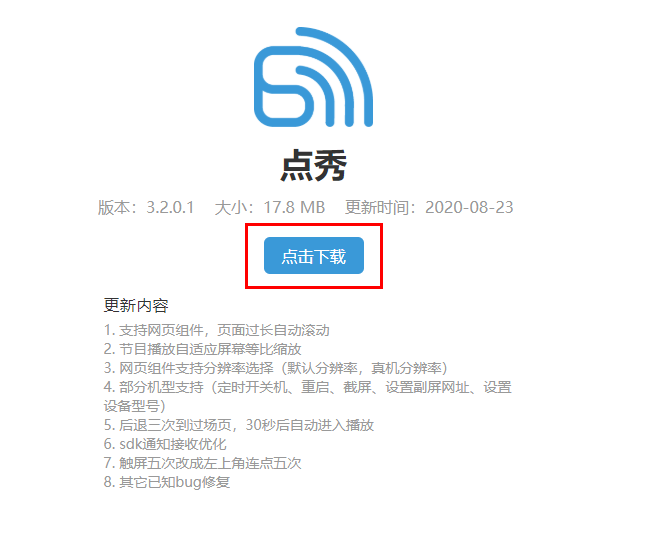 点秀
版本：3.2.0.1 大小：17.8 MB 更新时间：2020-08-23
点击下载
更新内容
1. 支持网页组件，页面过长自动滚动
2. 节目播放自适应屏幕等比缩放
3. 网页组件支持分辨率选择（默认分辨率，真机分辨率）
4. 部分机型支持（定时开关机、重启、截屏、设置副屏网址、设置
设备型号）
5. 后退三次到过场页，30秒后自动进入播放
6. sdk通知接收优化
7. 触屏五次改成左上角连点五次
8. 其它已知bug修复